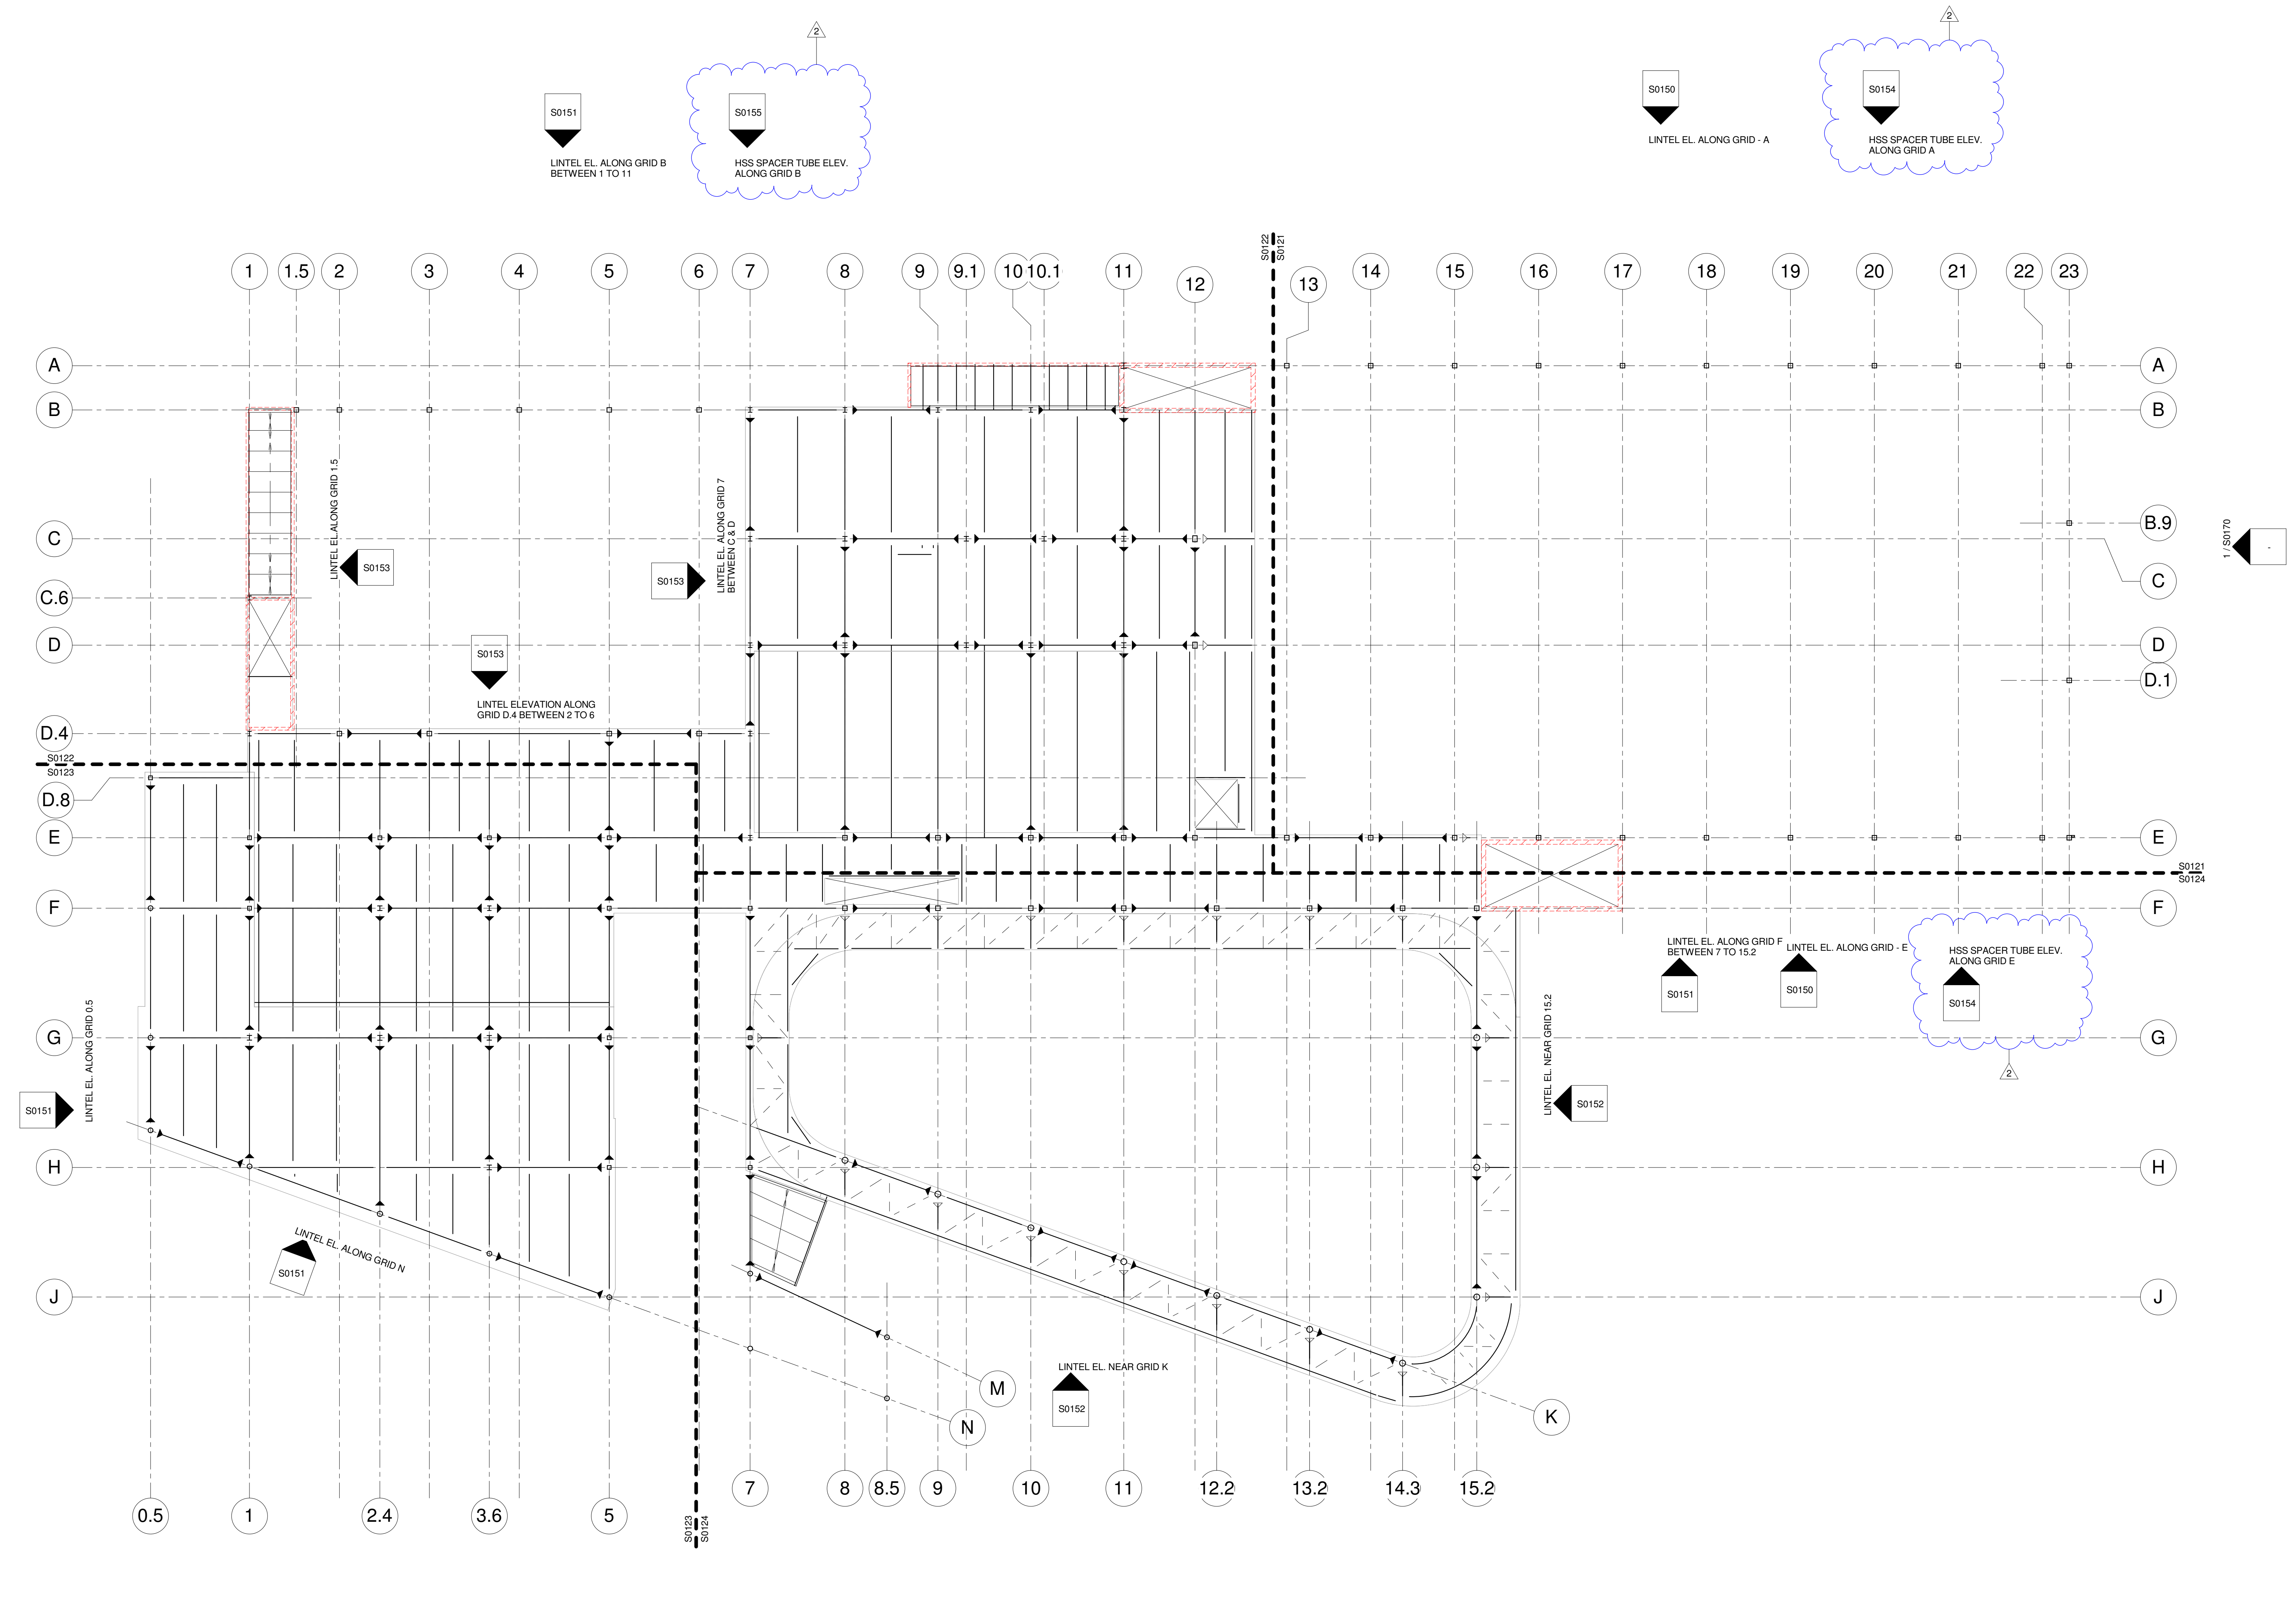 2
2
S0151
S0155
S0150
S0154
LINTEL EL. ALONG GRID B
BETWEEN 1 TO 11
HSS SPACER TUBE ELEV.
ALONG GRID B
LINTEL EL. ALONG GRID - A
HSS SPACER TUBE ELEV.
ALONG GRID A
S0122
S0121
1
1.5
2
3
4
5
6
7
8
9
9.1
10
10.1
11
12
13
14
15
16
17
18
19
20
21
22
23
A
A
B
B
LINTEL EL. ALONG GRID 1.5
S0153
LINTEL EL. ALONG GRID 7
BETWEEN C & D
S0153
B.9
1 / S0170
-
C
C
C.6
D
D
D.1
S0153
LINTEL ELEVATION ALONG
GRID D.4 BETWEEN 2 TO 6
D.4
S0122
S0123
D.8
E
E
S0121
S0124
F
F
LINTEL EL. ALONG GRID F
BETWEEN 7 TO 15.2
S0151
LINTEL EL. ALONG GRID - E
S0150
HSS SPACER TUBE ELEV.
ALONG GRID E
S0154
2
G
G
LINTEL EL. ALONG GRID 0.5
S0151
LINTEL EL. NEAR GRID 15.2
S0152
H
H
LINTEL EL. ALONG GRID N
S0151
J
J
LINTEL EL. NEAR GRID K
S0152
M
N
K
S0123
S0124
0.5
1
2.4
3.6
5
7
8
8.5
9
10
11
12.2
13.2
14.3
15.2